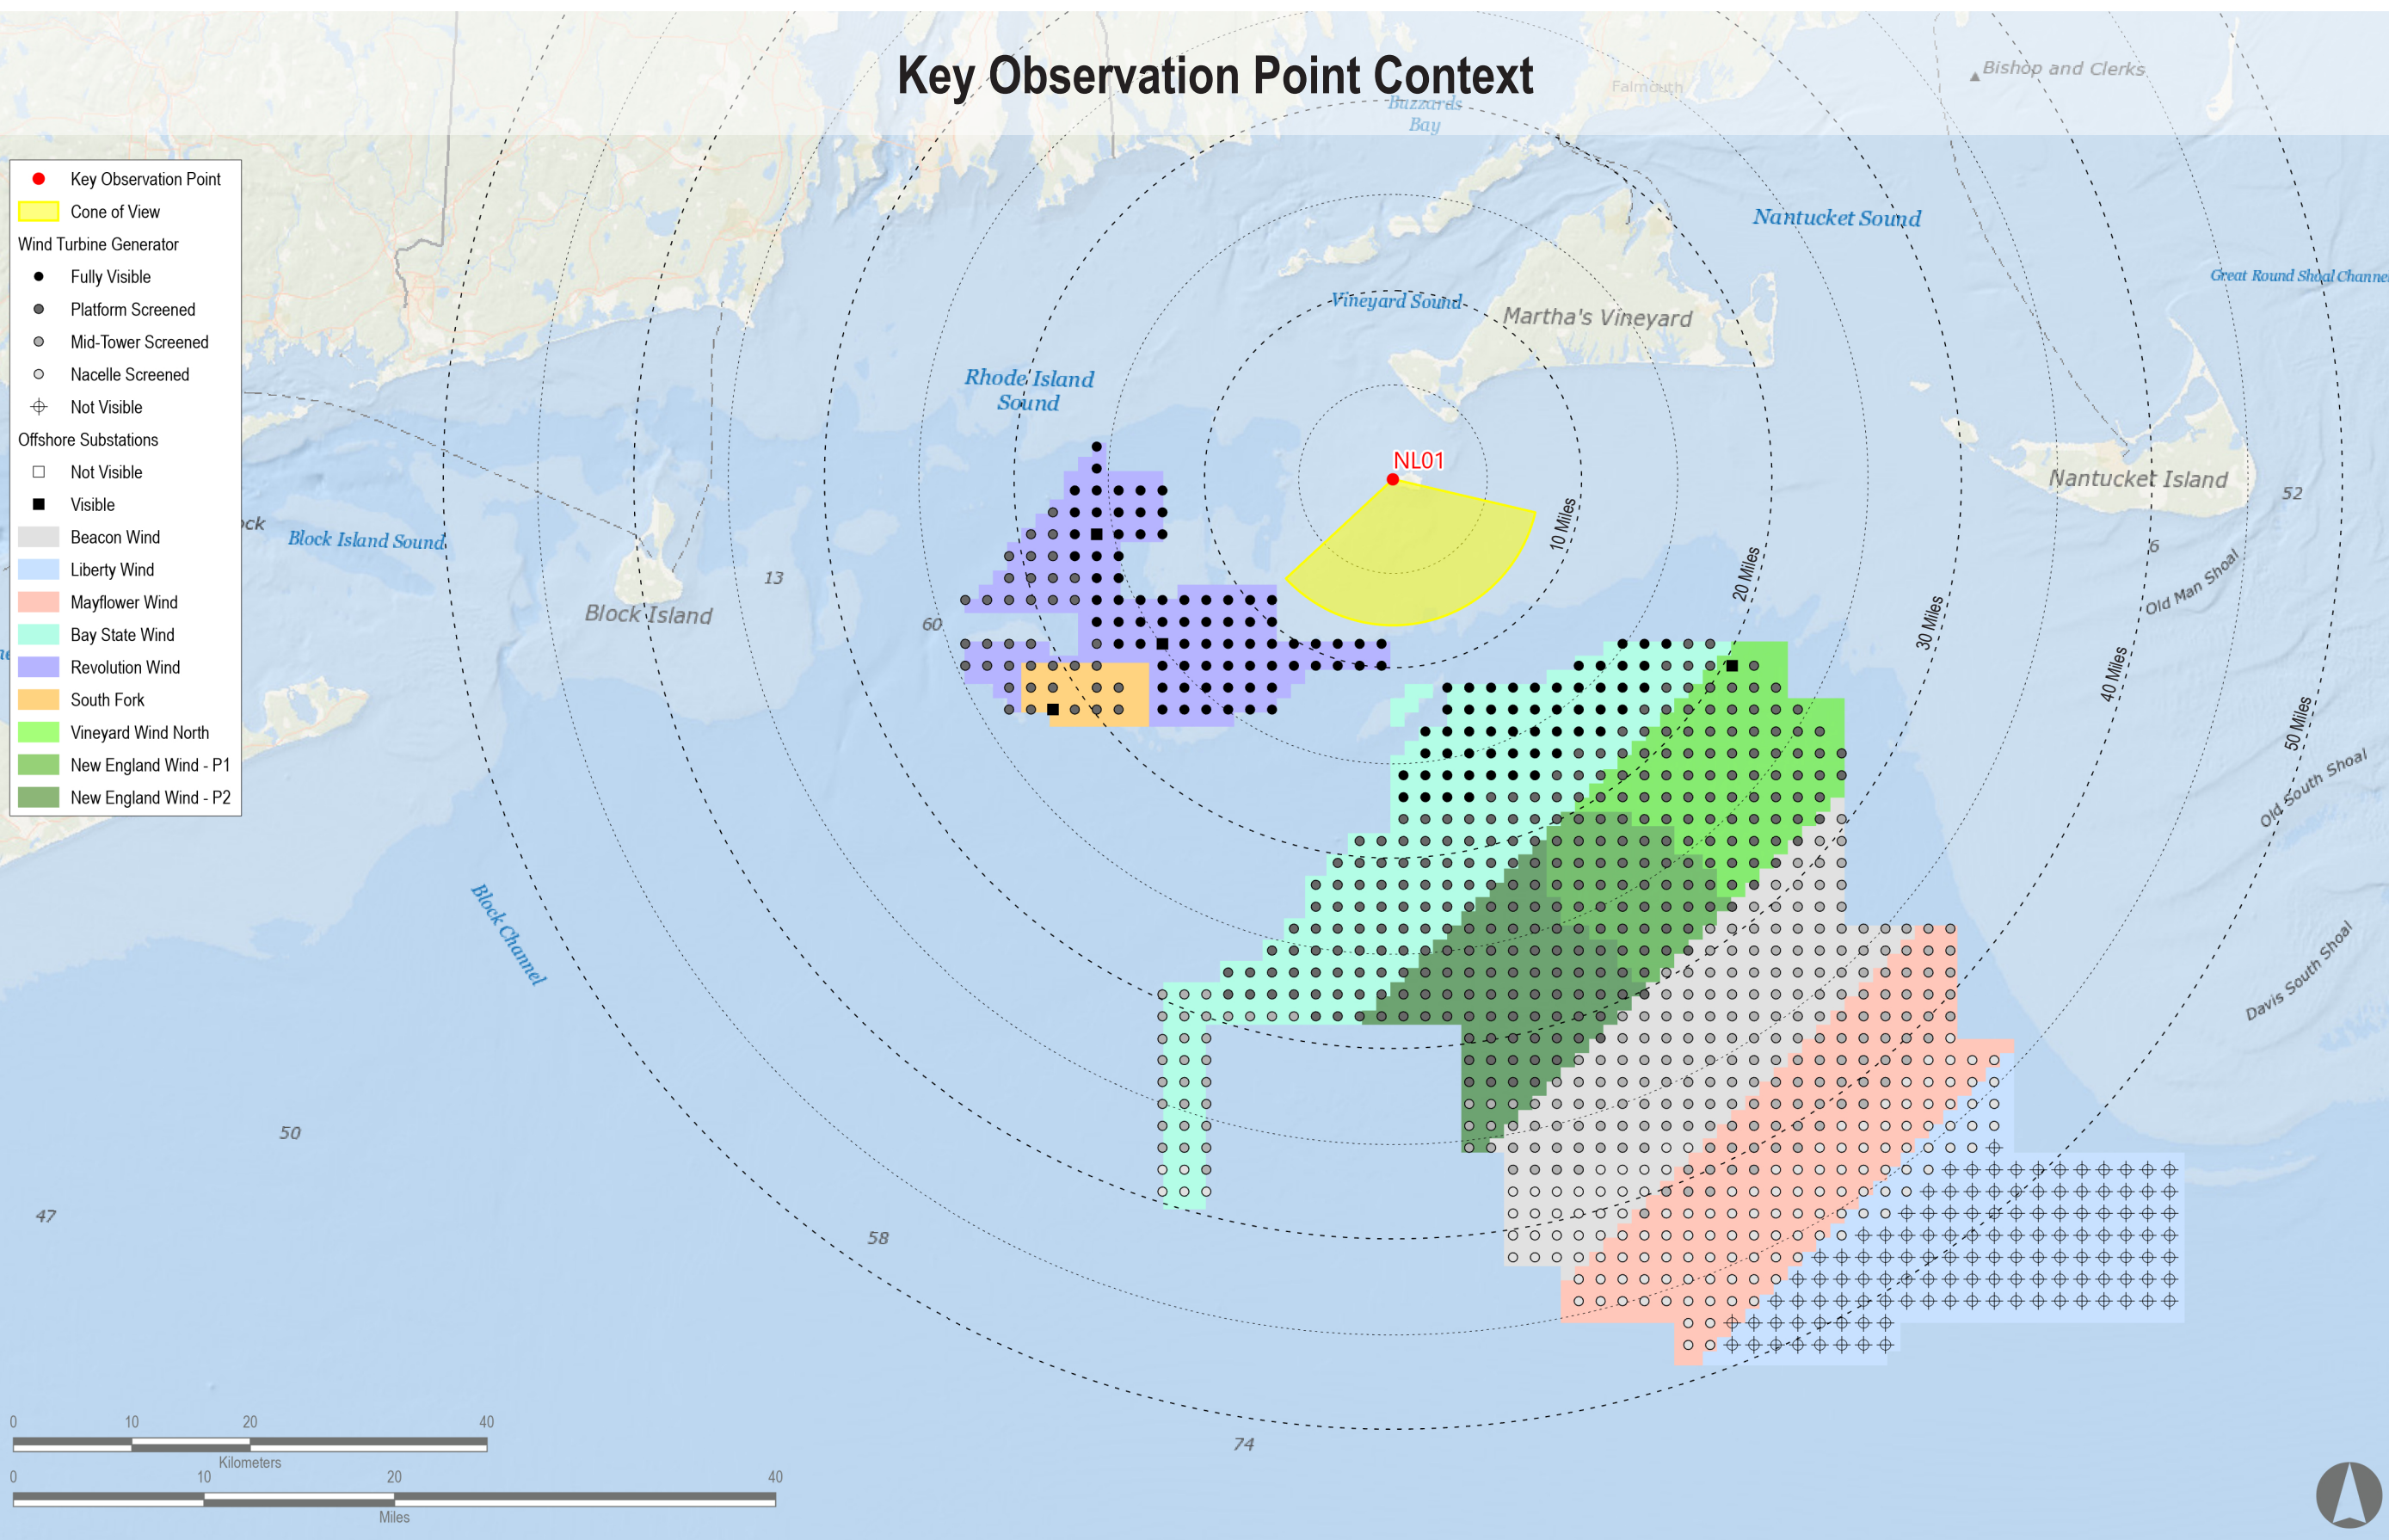 Key Observation Point Context
Falmouth
Bishop and Clerks
Buzzards
Bay
Key Observation Point
Cone of View
Wind Turbine Generator
Fully Visible
Platform Screened
Mid-Tower Screened
Nacelle Screened
Not Visible
Offshore Substations
Not Visible
Visible
Beacon Wind
Liberty Wind
Mayflower Wind
Bay State Wind
Revolution Wind
South Fork
Vineyard Wind North
New England Wind - P1
New England Wind - P2
Nantucket Sound
Great Round Shoal Channel
Vineyard Sound
Martha's Vineyard
Rhode Island
Sound
NL01
Nantucket Island
52
ock
Block Island Sound
10 Miles
6
13
20 Miles
Old Man Shoal
Block Island
60
30 Miles
40 Miles
50 Miles
Old South Shoal
Block Channel
Davis South Shoal
50
47
58
74
0 10 20 40
Kilometers
0 10 20 40
Miles